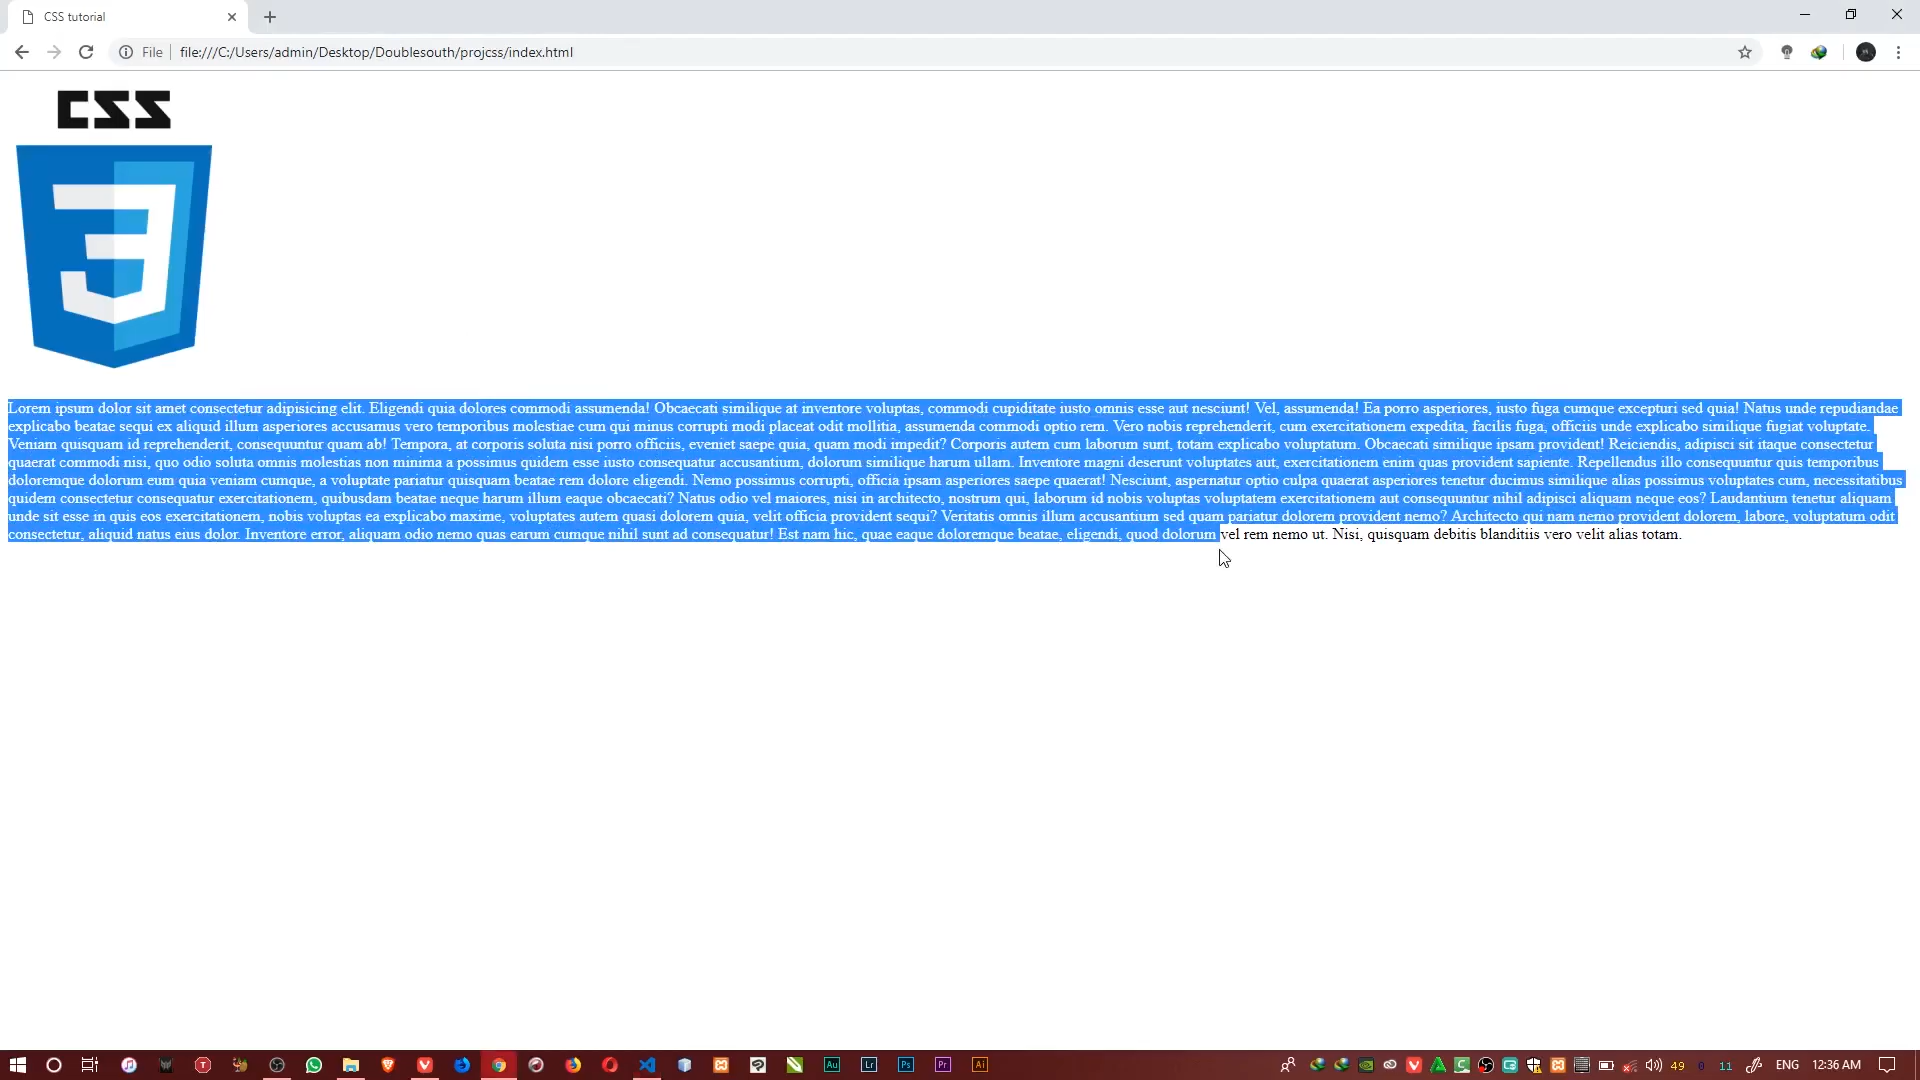 CSS tutorial
File
file:///C:/Users/admin/Desktop/Doublesouth/projcss/index.html
CSS
Lorem ipsum dolor sit amet consectetur adipisicing elit. Eligendi quia dolores commodi assumenda! Obcaecati similique at inventore voluptas, commodi cupiditate iusto omnis esse aut nesciunt! Vel, assumenda! Ea porro asperiores, iusto fuga cumque excepturi sed quia! Natus unde repudiandae
explicabo beatae sequi ex aliquid illum asperiores accusamus vero temporibus molestiae cum qui minus corrupti modi placeat odit mollitia, assumenda commodi optio rem. Vero nobis reprehenderit, cum exercitationem expedita, facilis fuga, officiis unde explicabo similique fugiat voluptate.
Veniam quisquam id reprehenderit, consequuntur quam ab! Tempora, at corporis soluta nisi porro officiis, eveniet saepe quia, quam modi impedit? Corporis autem cum laborum sunt, totam explicabo voluptatum. Obcaecati similique ipsam provident! Reiciendis, adipisci sit itaque consectetur
quaerat commodi nisi, quo odio soluta omnis molestias non minima a possimus quidem esse iusto consequatur accusantium, dolorum similique harum ullam. Inventore magni deserunt voluptates aut, exercitationem enim quas provident sapiente. Repellendus illo consequuntur quis temporibus
doloremque dolorum eum quia veniam cumque, a voluptate pariatur quisquam beatae rem dolore eligendi. Nemo possimus corrupti, officia ipsam asperiores saepe quaerat! Nesciunt, aspernatur optio culpa quaerat asperiores tenetur ducimus similique alias possimus voluptates cum, necessitatibus
quidem consectetur consequatur exercitationem, quibusdam beatae neque harum illum eaque obcaecati? Natus odio vel maiores, nisi in architecto, nostrum qui, laborum id nobis voluptas voluptatem exercitationem aut consequuntur nihil adipisci aliquam neque eos? Laudantium tenetur aliquam
unde sit esse in quis eos exercitationem, nobis voluptas ea explicabo maxime, voluptates autem quasi dolorem quia, velit officia provident sequi? Veritatis omnis illum accusantium sed quam pariatur dolorem provident nemo? Architecto qui nam nemo provident dolorem, labore, voluptatum odit
consectetur, aliquid natus eius dolor. Inventore error, aliquam odio nemo quas earum cumque nihil sunt ad consequatur! Est nam hic, quae eaque doloremque beatae, eligendi, quod dolorum vel rem nemo ut. Nisi, quisquam debitis blanditiis vero velit alias totam.
Au Lr Ps Pr Ai 49 0 11 ENG 12:36 AM